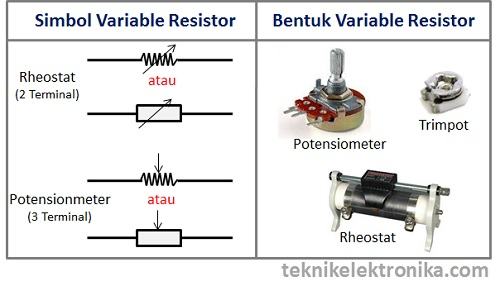 Simbol Variable Resistor
Bentuk Variable Resistor
Rheostat
(2 Terminal)
atau
Potensionmeter
(3 Terminal)
atau
Potensiometer
Trimpot
Rheostat
teknikelektronika.com